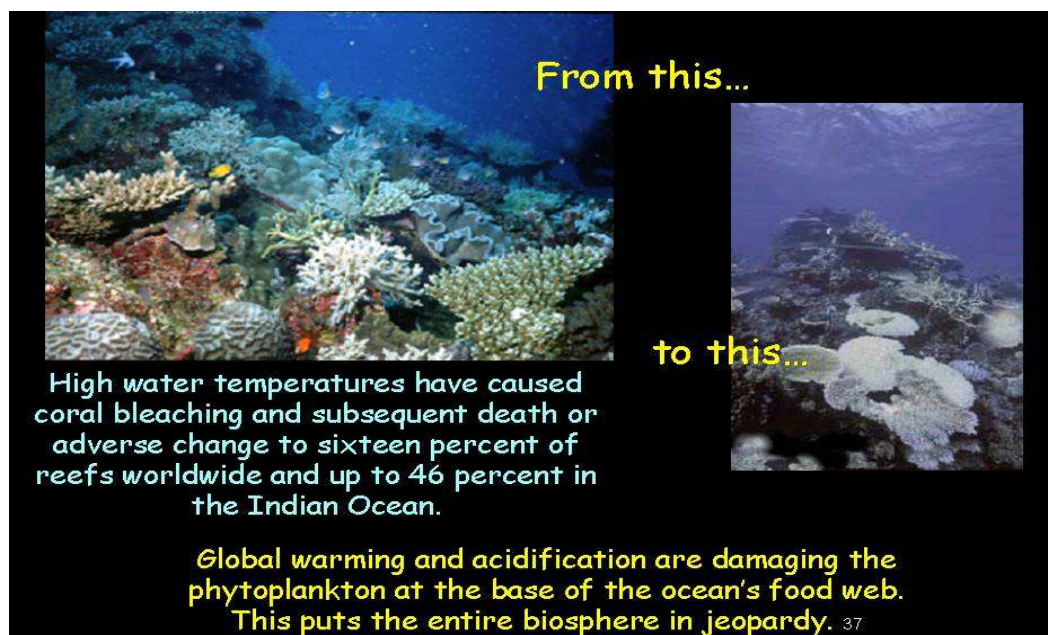 From this…
to this…
High water temperatures have caused
coral bleaching and subsequent death or
adverse change to sixteen percent of
reefs worldwide and up to 46 percent in
the Indian Ocean.
Global warming and acidification are damaging the
phytoplankton at the base of the ocean's food web.
This puts the entire biosphere in jeopardy. 37